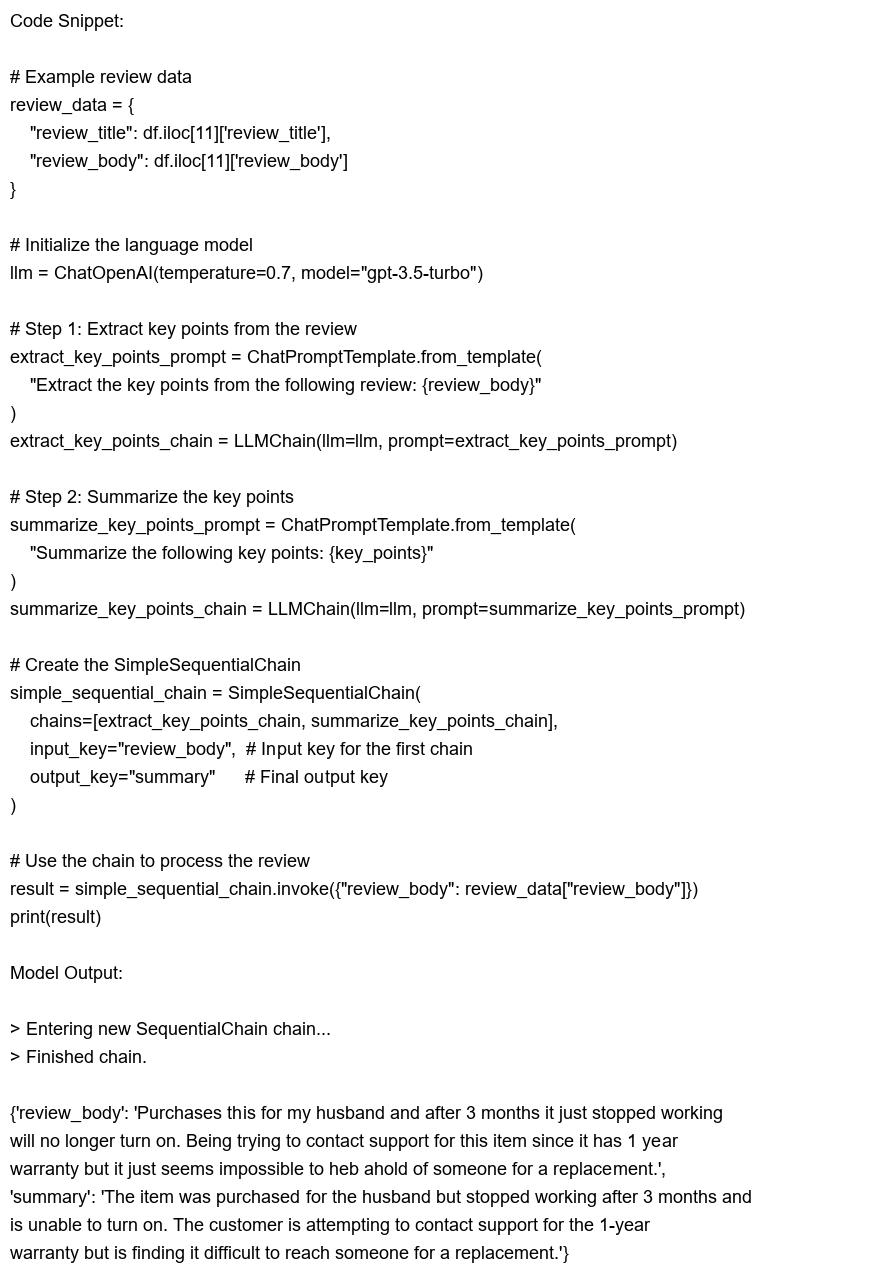 Code Snippet:
# Example review data
review_data = {
"review_title": df.iloc[11]['review_title'],
"review_body": df.iloc[11]['review_body']
}
# Initialize the language model
llm = ChatOpenAI(temperature=0.7, model="gpt-3.5-turbo")
# Step 1: Extract key points from the review
extract_key_points_prompt = ChatPromptTemplate.from_template(
"Extract the key points from the following review: {review_body}"
)
extract_key_points_chain = LLMChain(llm=llm, prompt=extract_key_points_prompt)
# Step 2: Summarize the key points
summarize_key_points_prompt = ChatPromptTemplate.from_template(
"Summarize the following key points: {key_points}"
)
summarize_key_points_chain = LLMChain(llm=llm, prompt=summarize_key_points_prompt)
# Create the SimpleSequentialChain
simple_sequential_chain = SimpleSequentialChain(
chains=[extract_key_points_chain, summarize_key_points_chain],
input_key="review_body",  # Input key for the first chain
output_key="summary"      # Final output key
)
# Use the chain to process the review
result = simple_sequential_chain.invoke({"review_body": review_data["review_body"]})
print(result)
Model Output:
> Entering new SequentialChain chain...
> Finished chain.
{'review_body': 'Purchases this for my husband and after 3 months it just stopped working
will no longer turn on. Being trying to contact support for this item since it has 1 year
warranty but it just seems impossible to heb ahold of someone for a replacement.',
'summary': 'The item was purchased for the husband but stopped working after 3 months and
is unable to turn on. The customer is attempting to contact support for the 1-year
warranty but is finding it difficult to reach someone for a replacement.'}